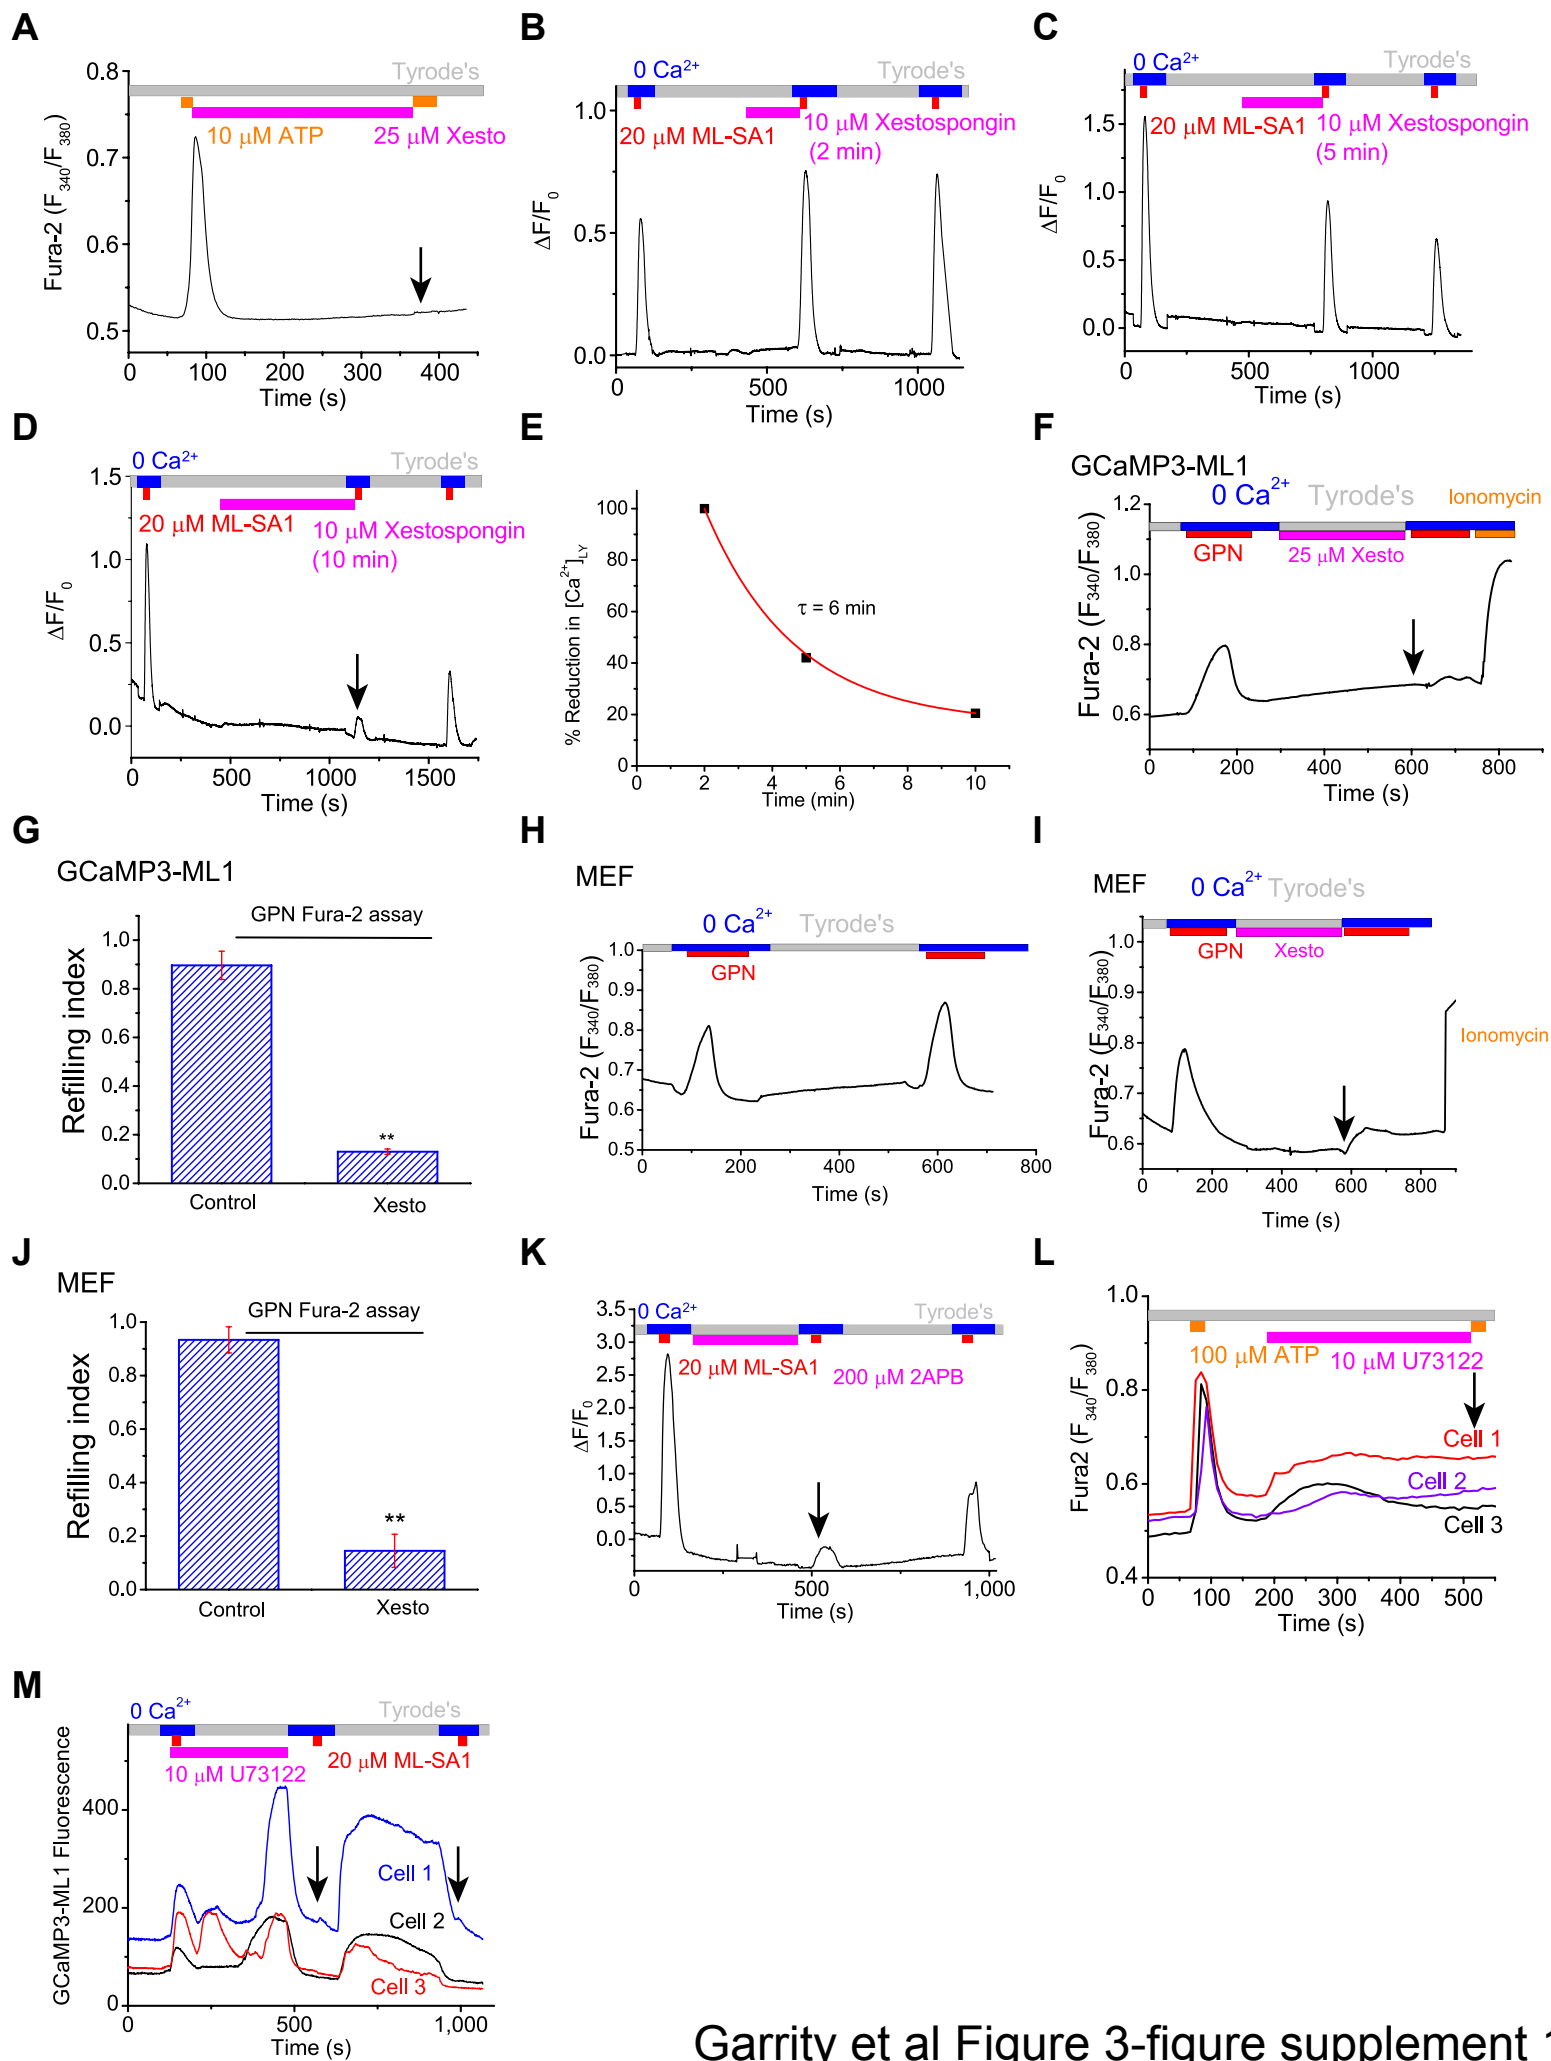 A
Tyrode's
10 μM ATP
25 μM Xesto
Fura-2 (F340/F380)
0.8
0.7
0.6
0.5
0 100 200 300 400
Time (s)
B
0 Ca2+
Tyrode's
20 μM ML-SA1
10 μM Xestospongin
(2 min)
ΔF/F0
1.0
0.5
0.0
0 500 1000
Time (s)
C
0 Ca2+
Tyrode's
20 μM ML-SA1
10 μM Xestospongin
(5 min)
ΔF/F0
1.5
1.0
0.5
0.0
0 500 1000
Time (s)
D
0 Ca2+
Tyrode's
20 μM ML-SA1
10 μM Xestospongin
(10 min)
ΔF/F0
1.5
1.0
0.5
0.0
0 500 1000 1500
Time (s)
E
% Reduction in [Ca2+]LY
100
80
60
40
20
0
τ = 6 min
0 2 4 6 8 10
Time (min)
F
GCaMP3-ML1
0 Ca2+
Tyrode's
Ionomycin
GPN
25 μM Xesto
Fura-2 (F340/F380)
1.2
1.0
0.8
0.6
0 200 400 600 800
Time (s)
G
GCaMP3-ML1
GPN Fura-2 assay
Refilling index
1.0
0.8
0.6
0.4
0.2
0.0
**
Control
Xesto
H
MEF
0 Ca2+
Tyrode's
GPN
Fura-2 (F340/F380)
1.0
0.9
0.8
0.7
0.6
0.5
0 200 400 600 800
Time (s)
I
MEF
0 Ca2+
Tyrode's
GPN
Xesto
Ionomycin
Fura-2 (F340/F380)
1.0
0.9
0.8
0.7
0.6
0 200 400 600 800
Time (s)
J
MEF
GPN Fura-2 assay
Refilling index
1.0
0.8
0.6
0.4
0.2
0.0
**
Control
Xesto
K
0 Ca2+
Tyrode's
20 μM ML-SA1
200 μM 2APB
ΔF/F0
3.5
3.0
2.5
2.0
1.5
1.0
0.5
0.0
0 500 1,000
Time (s)
L
100 μM ATP
10 μM U73122
Cell 1
Cell 2
Cell 3
Fura2 (F340/F380)
1.0
0.8
0.6
0.4
0 100 200 300 400 500
Time (s)
M
0 Ca2+
Tyrode's
10 μM U73122
20 μM ML-SA1
Cell 1
Cell 2
Cell 3
GCaMP3-ML1 Fluorescence
400
200
0
0 500 1,000
Time (s)
Garrity et al Figure 3-figure supplement